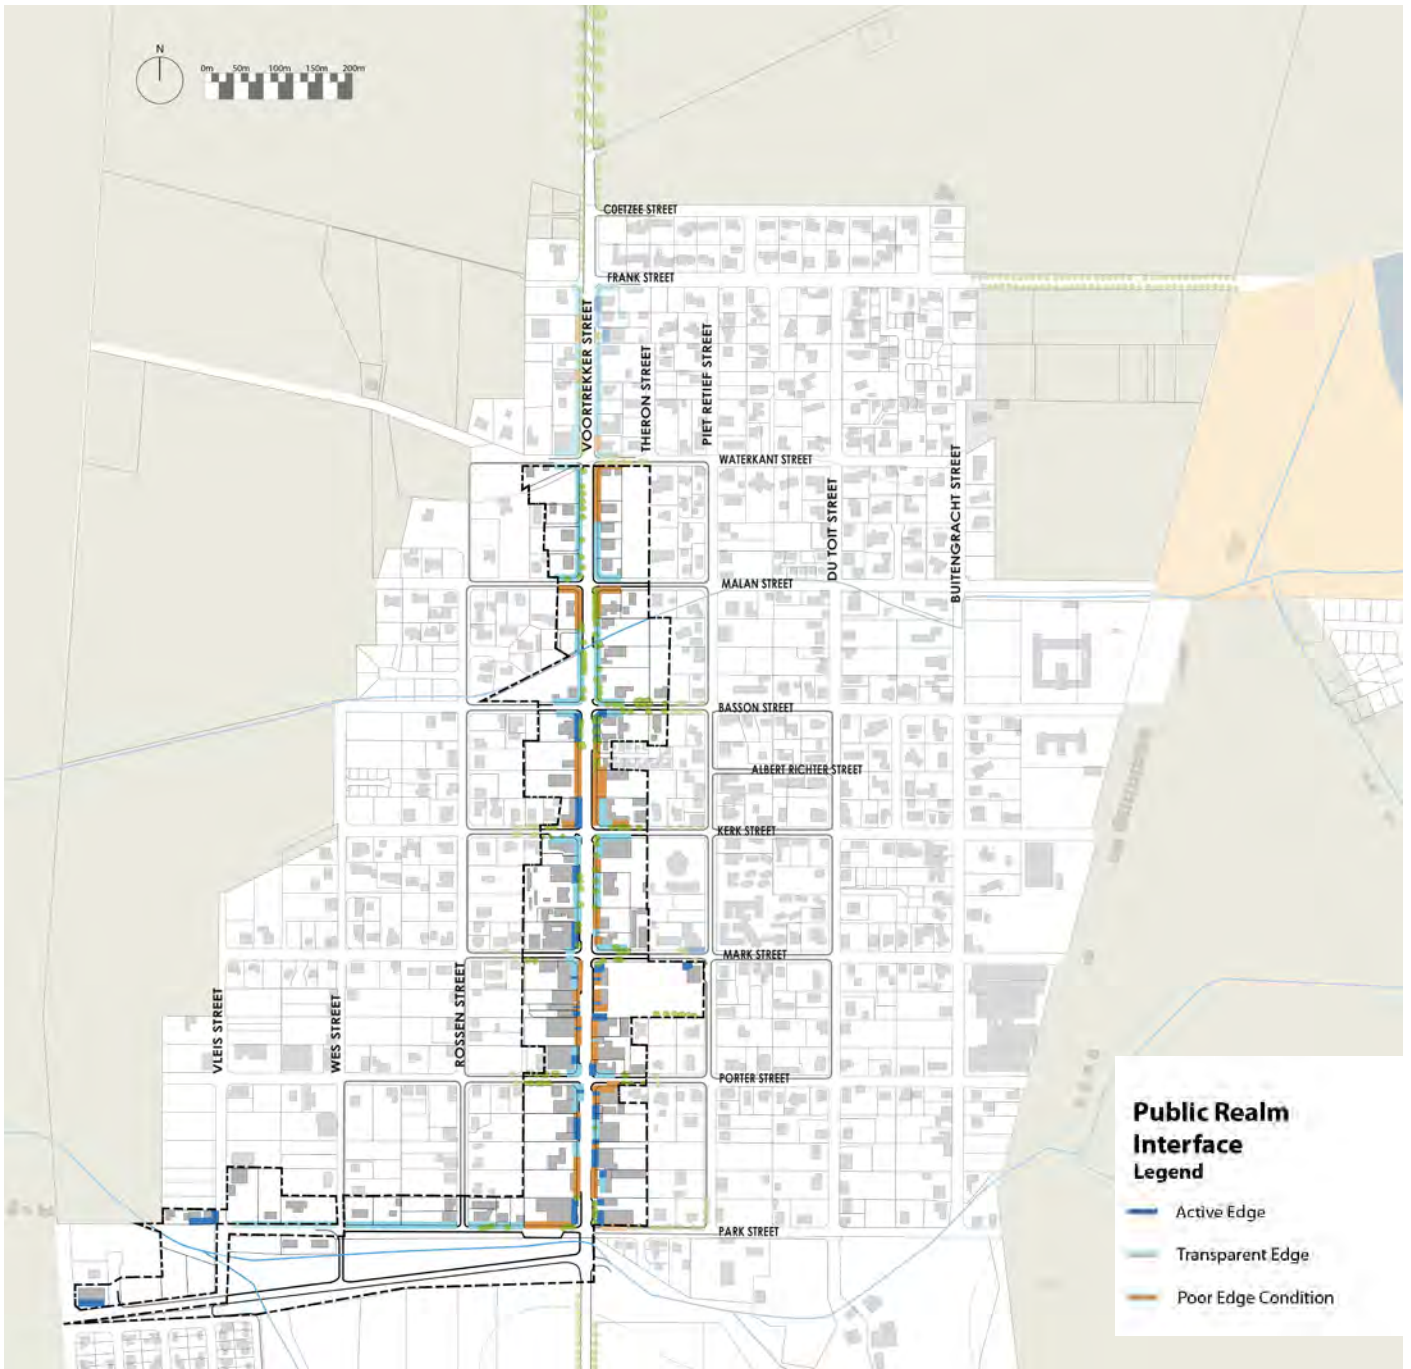 N
0m 50m 100m 150m 200m
COETZEE STREET
FRANK STREET
VOORTREKKER STREET
THERON STREET
PIET RETIEF STREET
WATERKANT STREET
DU TOIT STREET
BUITENGRACHT STREET
MALAN STREET
BASSON STREET
ALBERT RICHTER STREET
KERK STREET
MARK STREET
VLEIS STREET
WES STREET
ROSSEN STREET
PORTER STREET
PARK STREET
Public Realm
Interface
Legend
Active Edge
Transparent Edge
Poor Edge Condition